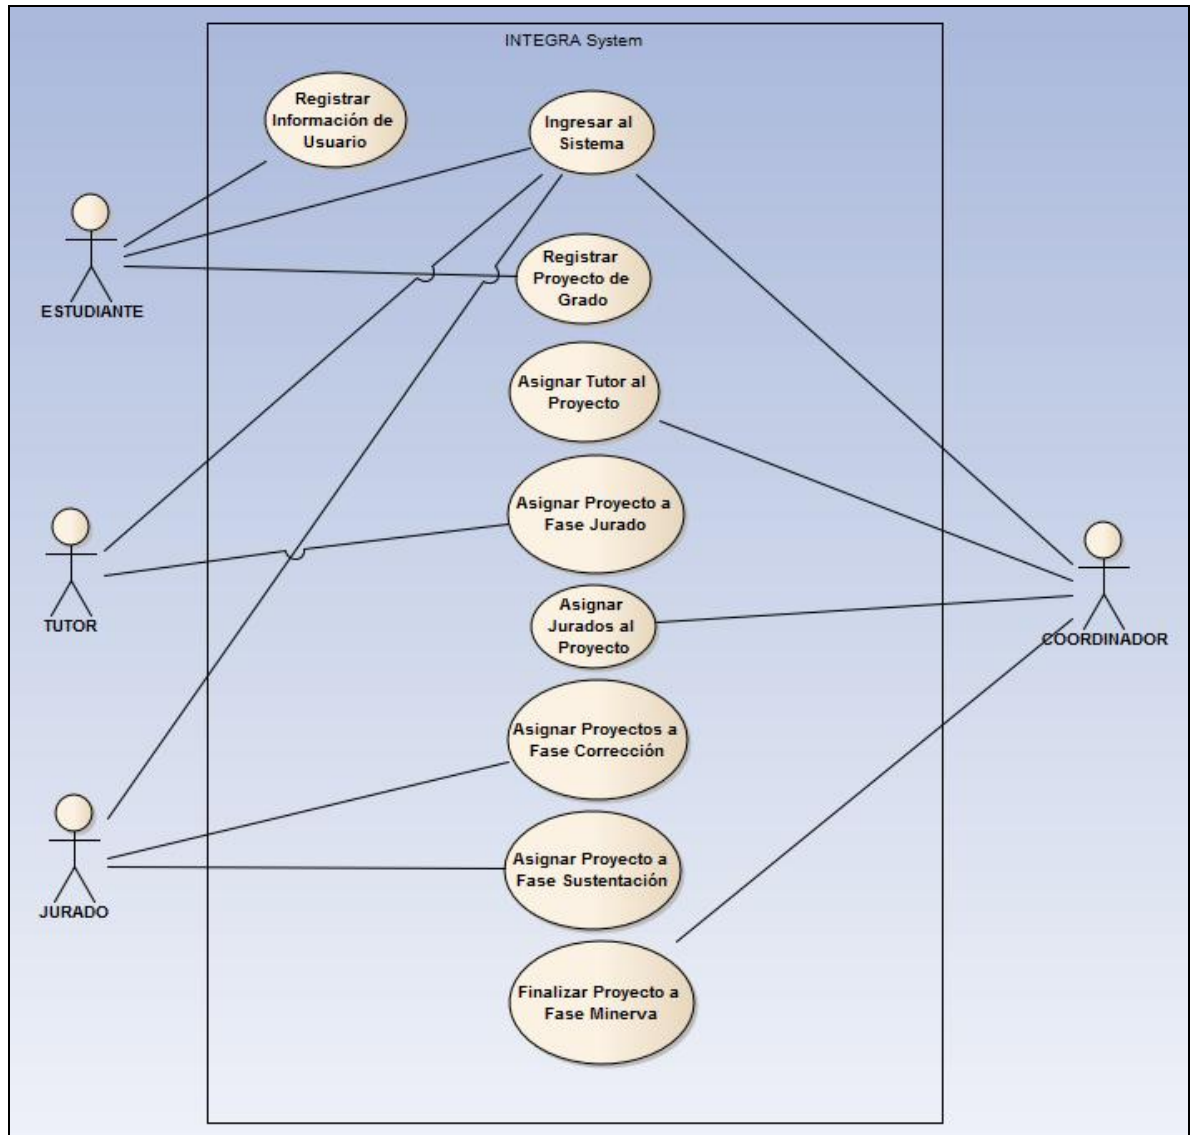 INTEGRA System
Registrar
Información de
Usuario
Ingresar al
Sistema
ESTUDIANTE
Registrar
Proyecto de
Grado
Asignar Tutor al
Proyecto
Asignar Proyecto a
Fase Jurado
TUTOR
Asignar
Jurados al
Proyecto
COORDINADOR
Asignar Proyectos a
Fase Corrección
Asignar Proyecto a
Fase Sustentación
JURADO
Finalizar Proyecto a
Fase Minerva